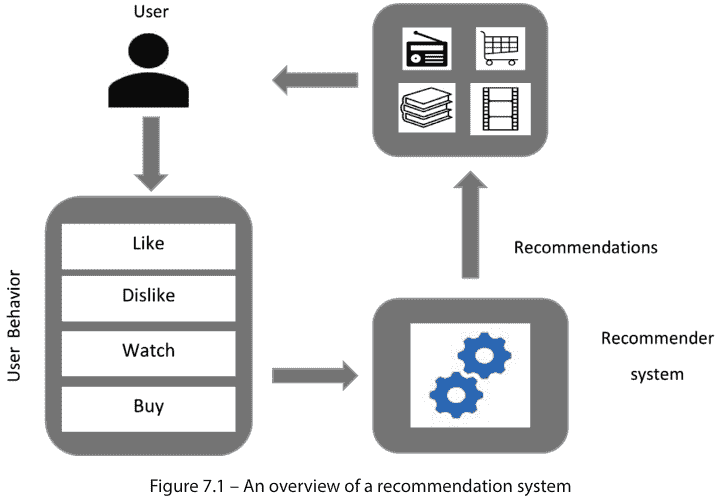 User
User Behavior
Like
Dislike
Watch
Buy
Recommendations
Recommender
system
Figure 7.1 – An overview of a recommendation system